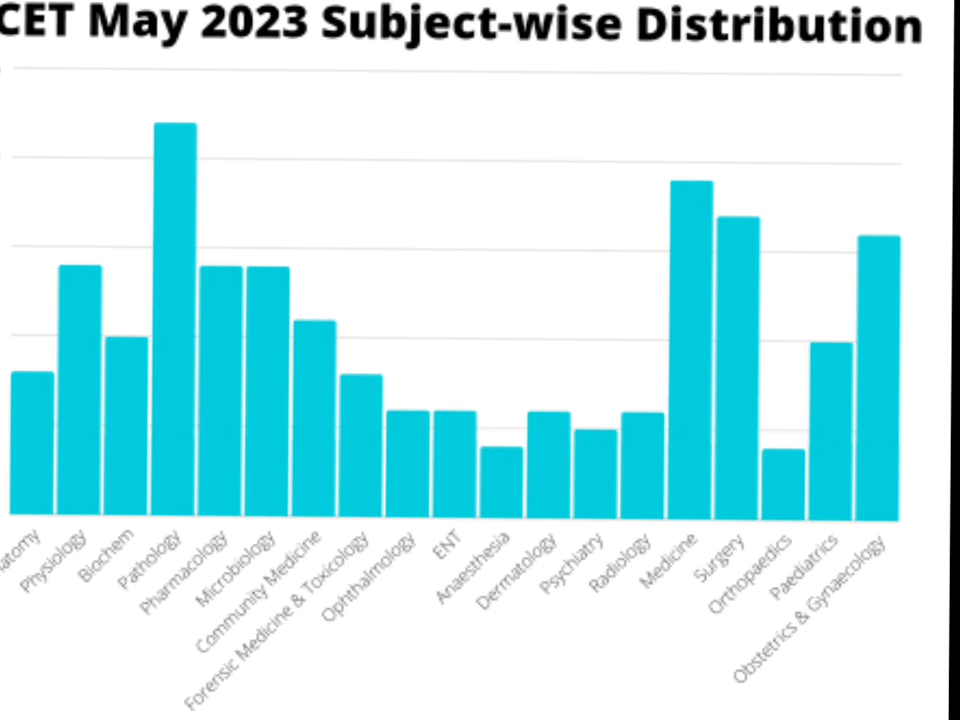 CET May 2023 Subject-wise Distribution
atomy
Physiology
Biochem
Pathology
Pharmacology
Microbiology
Community Medicine
Forensic Medicine & Toxicology
Ophthalmology
ENT
Anaesthesia
Dermatology
Psychiatry
Radiology
Medicine
Surgery
Orthopaedics
Paediatrics
Obstetrics & Gynaecology